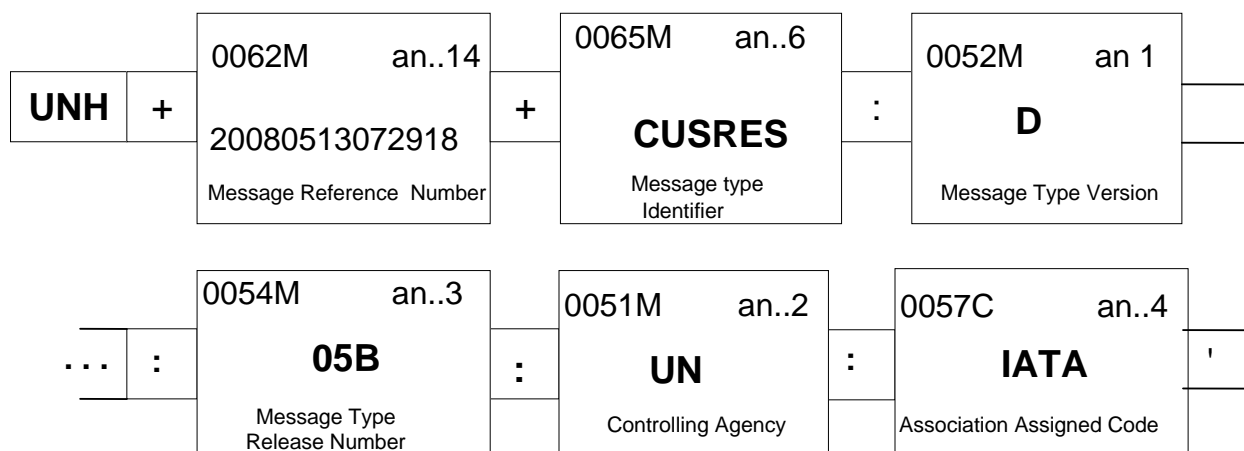 0062M an..14
0065M an..6
0052M an 1
UNH + 20080513072918 + CUSRES : D
Message Reference Number
Message type
Identifier
Message Type Version
0054M an..3
0051M an..2
0057C an..4
... : 05B : UN : IATA '
Message Type
Release Number
Controlling Agency
Association Assigned Code